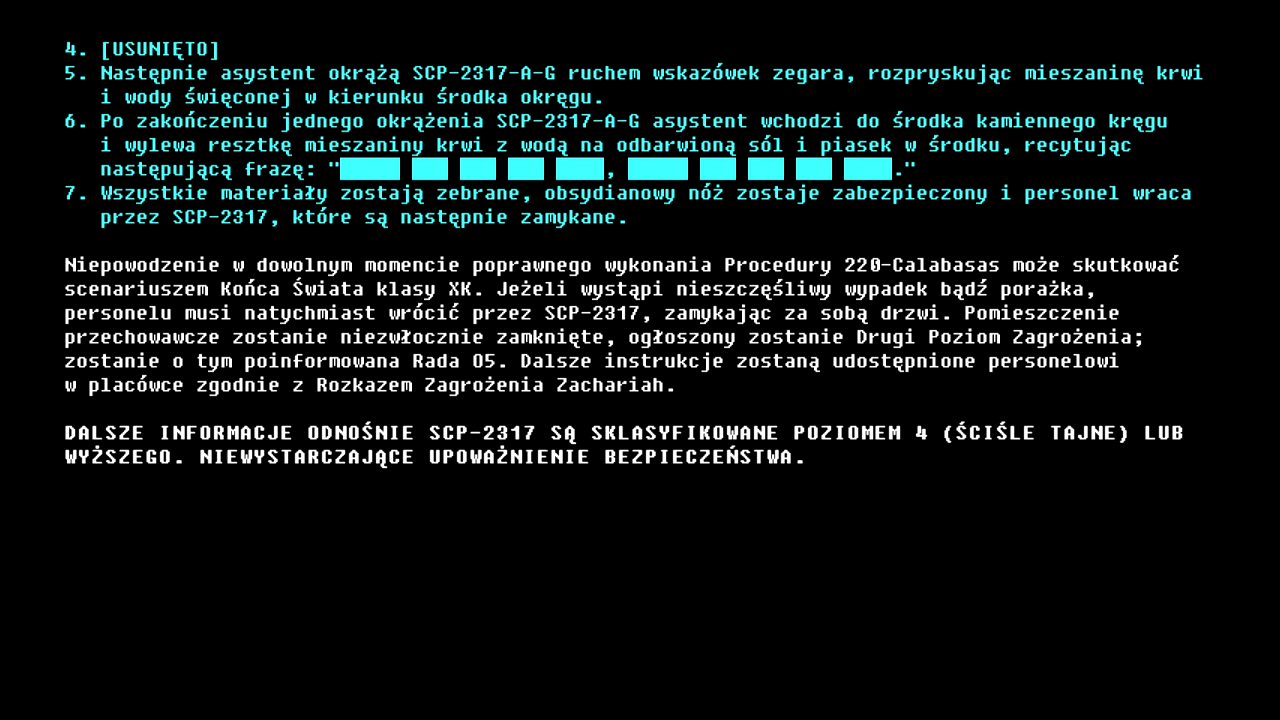 4. [USUNIĘTO]
5. Następnie asystent okrążą SCP-2317-A-G ruchem wskazówek zegara, rozpryskując mieszaninę krwi
i wody święconej w kierunku środka okręgu.
6. Po zakończeniu jednego okrążenia SCP-2317-A-G asystent wchodzi do środka kamiennego kręgu
i wylewa resztkę mieszaniny krwi z wodą na odbarwioną sól i piasek w środku, recytując
następującą frazę: "█████ ███ ███ ███ ████, █████ ███ ███ ███ ████."
7. Wszystkie materiały zostają zebrane, obsydianowy nóż zostaje zabezpieczony i personel wraca
przez SCP-2317, które są następnie zamykane.
Niepowodzenie w dowolnym momencie poprawnego wykonania Procedury 220-Calabasas może skutkować
scenariuszem Końca Świata klasy XK. Jeżeli wystąpi nieszczęśliwy wypadek bądź porażka,
personelu musi natychmiast wrócić przez SCP-2317, zamykając za sobą drzwi. Pomieszczenie
przechowawcze zostanie niezwłocznie zamknięte, ogłoszony zostanie Drugi Poziom Zagrożenia;
zostanie o tym poinformowana Rada O5. Dalsze instrukcje zostaną udostępnione personelowi
w placówce zgodnie z Rozkazem Zagrożenia Zachariah.
DALSZE INFORMACJE ODNOŚNIE SCP-2317 SĄ SKLASYFIKOWANE POZIOMEM 4 (ŚCIŚLE TAJNE) LUB
WYŻSZEGO. NIEWYSTARCZAJĄCE UPOWAŻNIENIE BEZPIECZEŃSTWA.